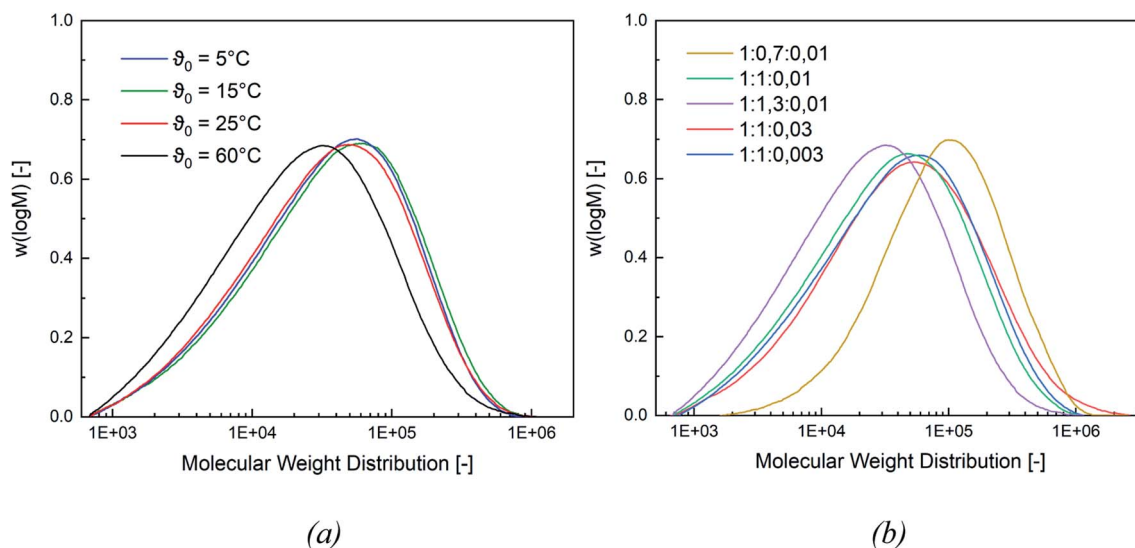 1.0
0.8
0.6
0.4
0.2
0.0
w(logM) [-]
ϑ₀ = 5°C
ϑ₀ = 15°C
ϑ₀ = 25°C
ϑ₀ = 60°C
1E+03 1E+04 1E+05 1E+06
Molecular Weight Distribution [-]
(a)
1.0
0.8
0.6
0.4
0.2
0.0
w(logM) [-]
1:0,7:0,01
1:1:0,01
1:1,3:0,01
1:1:0,03
1:1:0,003
1E+03 1E+04 1E+05 1E+06
Molecular Weight Distribution [-]
(b)